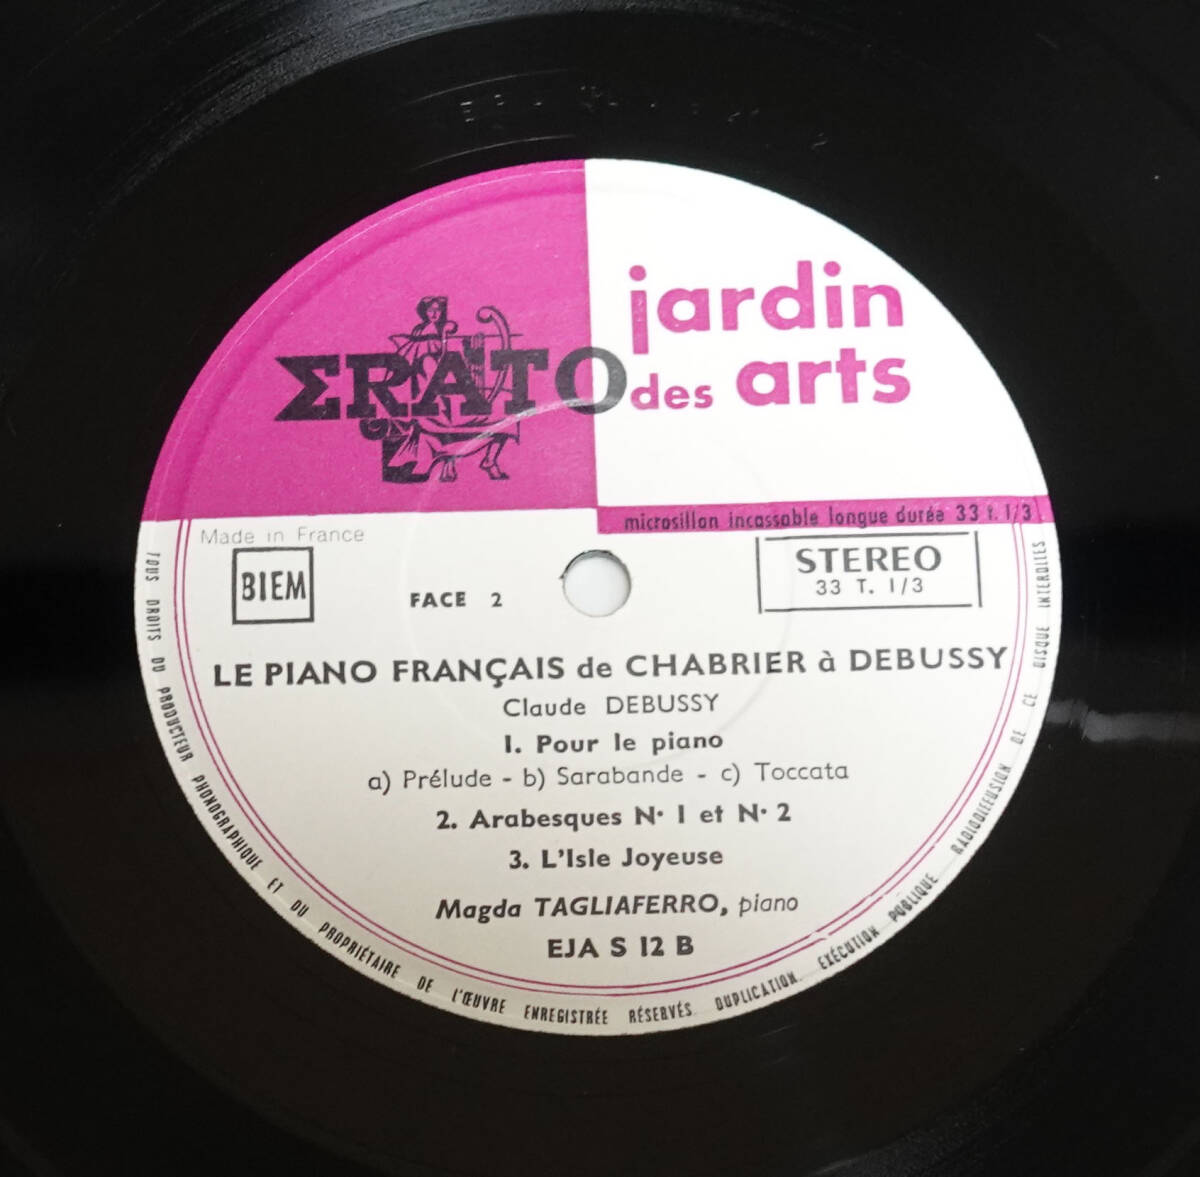 jardin
ΣRATO des arts
microsillon incassable longue durée 33 t. 1/3
Made in France
BIEM
FACE 2
STEREO
33 T. 1/3
LE PIANO FRANÇAIS de CHABRIER à DEBUSSY
Claude DEBUSSY
1. Pour le piano
a) Prélude - b) Sarabande - c) Toccata
2. Arabesques N• 1 et N• 2
3. L'Isle Joyeuse
Magda TAGLIAFERRO, piano
EJA S 12 B
TOUS DROITS DU PRODUCTEUR PHONOGRAPHIQUE ET DU PROPRIÉTAIRE DE L'ŒUVRE ENREGISTRÉE RÉSERVÉS. DUPLICATION. EXÉCUTION PUBLIQUE RADIODIFFUSION DE CE DISQUE INTERDITES